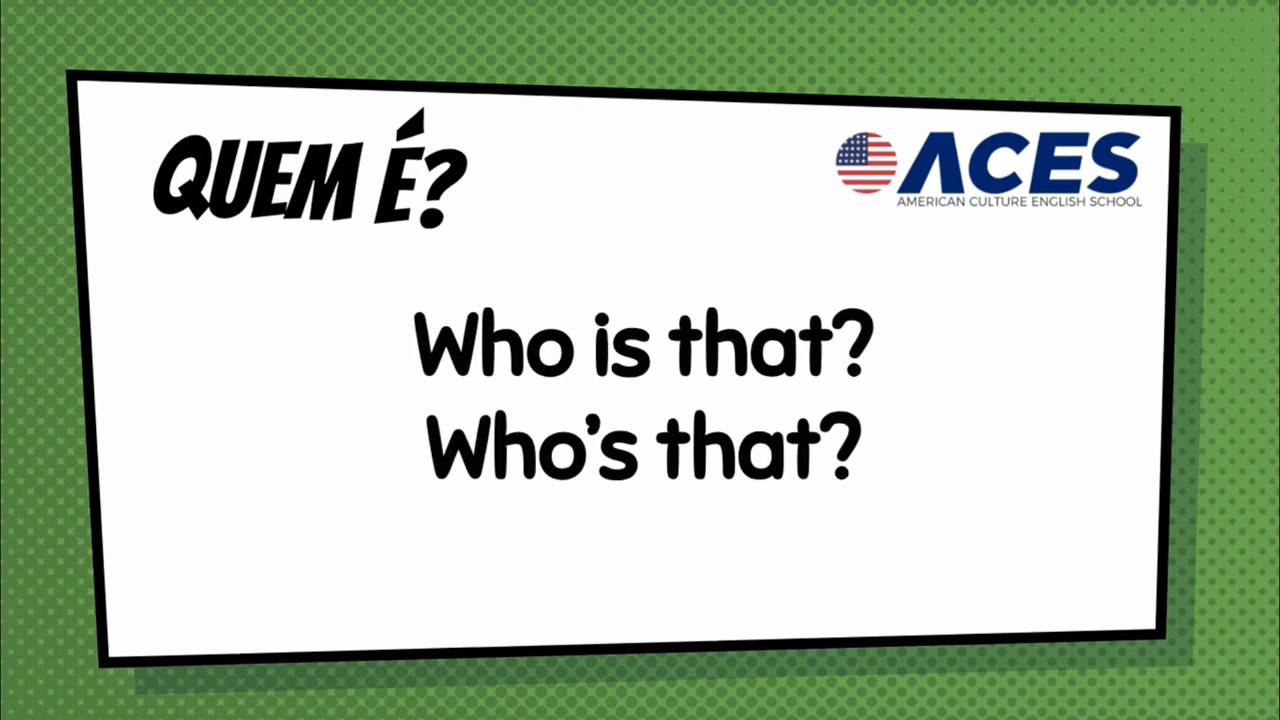 QUEM É?
ACES
AMERICAN CULTURE ENGLISH SCHOOL
Who is that?
Who's that?